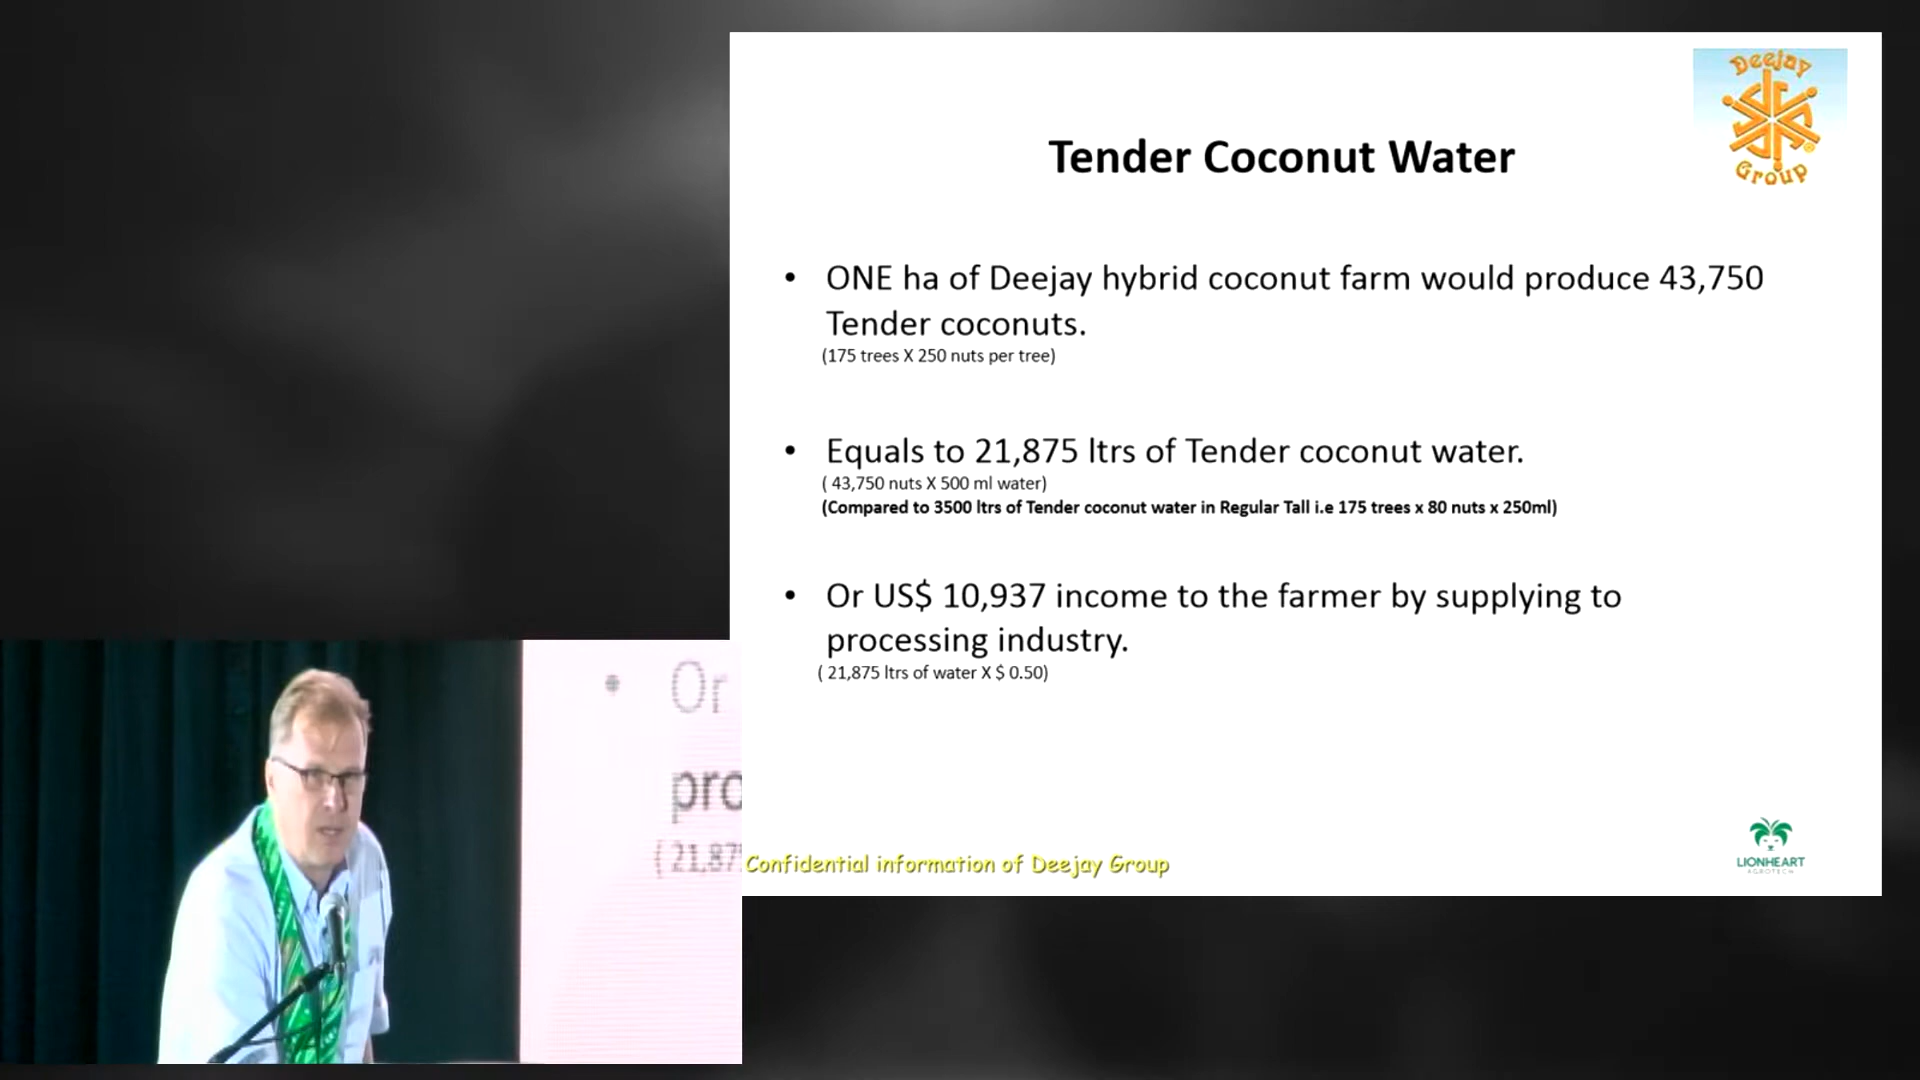 Deejay
Group
Tender Coconut Water
• ONE ha of Deejay hybrid coconut farm would produce 43,750
Tender coconuts.
(175 trees X 250 nuts per tree)
• Equals to 21,875 ltrs of Tender coconut water.
( 43,750 nuts X 500 ml water)
(Compared to 3500 ltrs of Tender coconut water in Regular Tall i.e 175 trees x 80 nuts x 250ml)
• Or US$ 10,937 income to the farmer by supplying to
processing industry.
( 21,875 ltrs of water X $ 0.50)
• Or
pro
( 21,87
Confidential information of Deejay Group
LIONHEART
AGROTECH